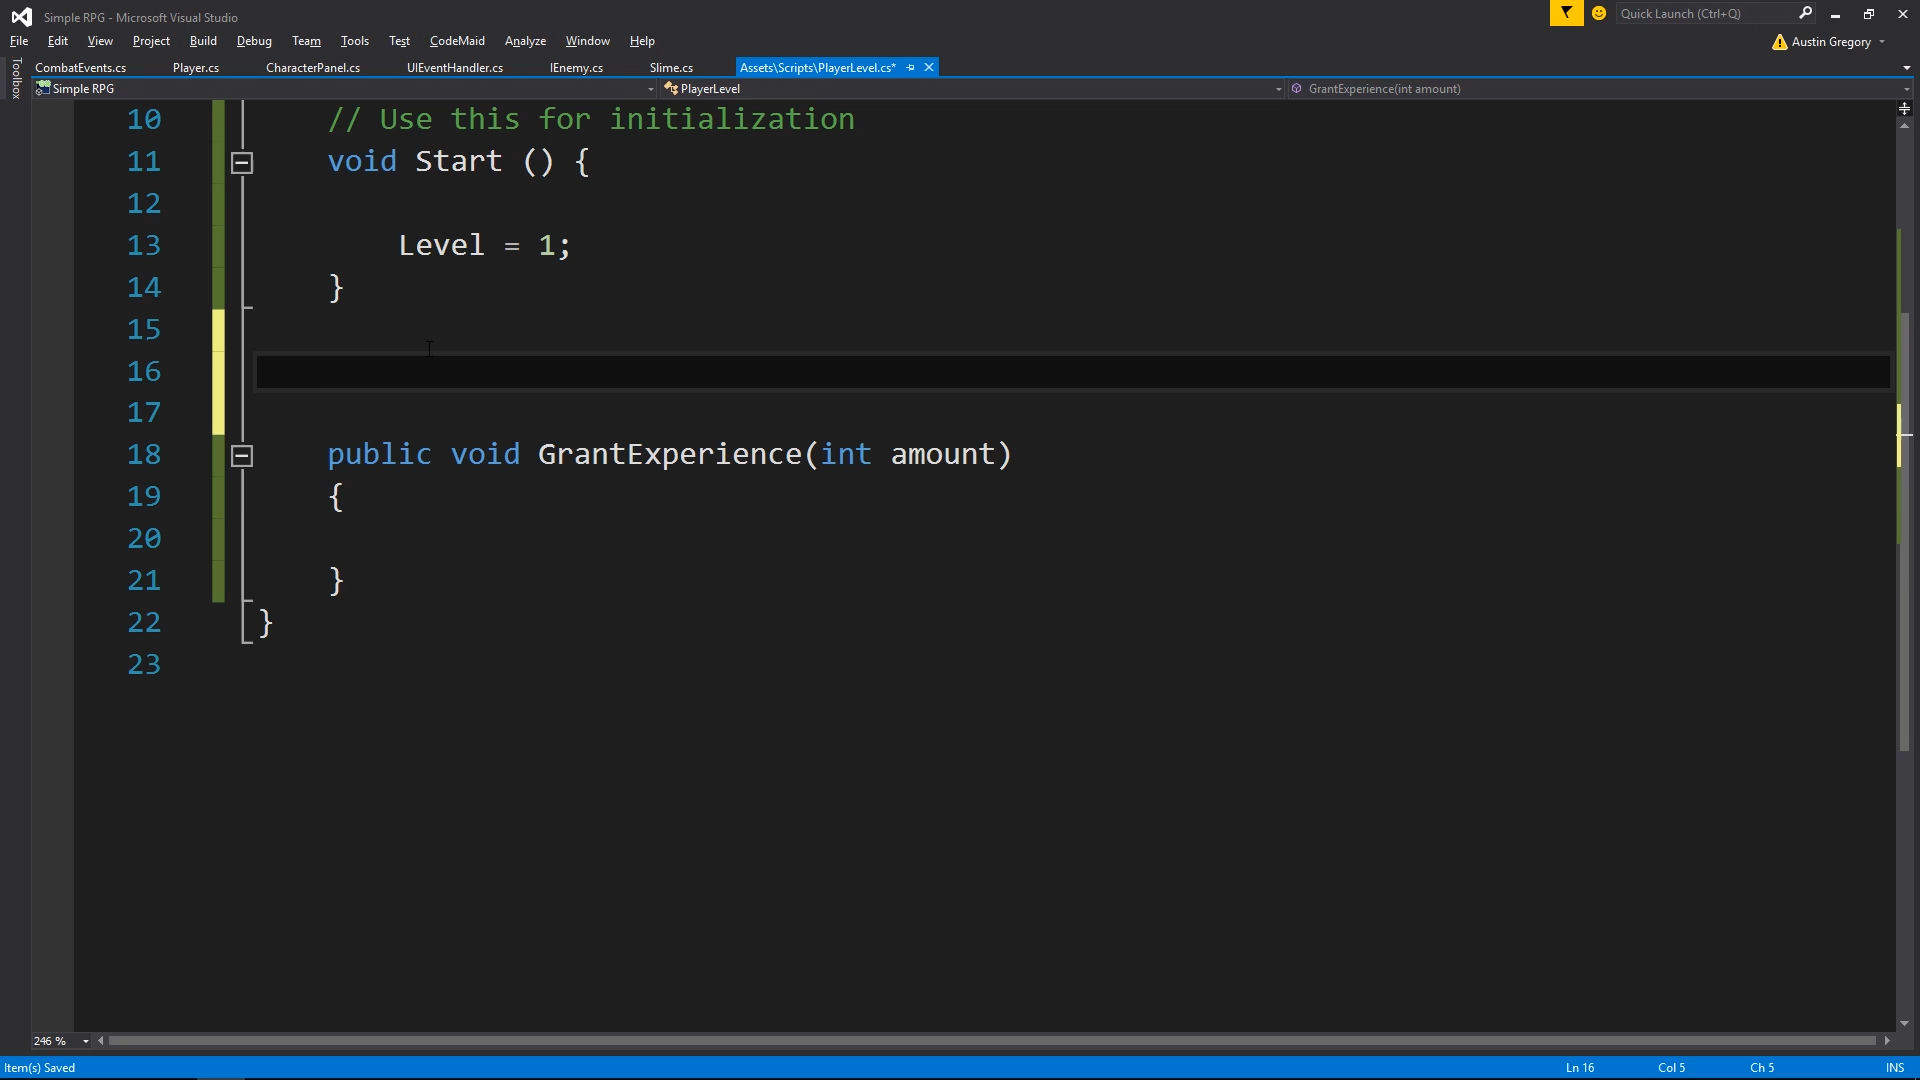 Simple RPG - Microsoft Visual Studio
Quick Launch (Ctrl+Q)
File Edit View Project Build Debug Team Tools Test CodeMaid Analyze Window Help
Austin Gregory
Toolbox
CombatEvents.cs Player.cs CharacterPanel.cs UIEventHandler.cs IEnemy.cs Slime.cs Assets\Scripts\PlayerLevel.cs*
Simple RPG PlayerLevel GrantExperience(int amount)
10 // Use this for initialization
11 void Start () {
12
13 Level = 1;
14 }
15
16
17
18 public void GrantExperience(int amount)
19 {
20
21 }
22 }
23
246 %
Item(s) Saved Ln 16 Col 5 Ch 5 INS